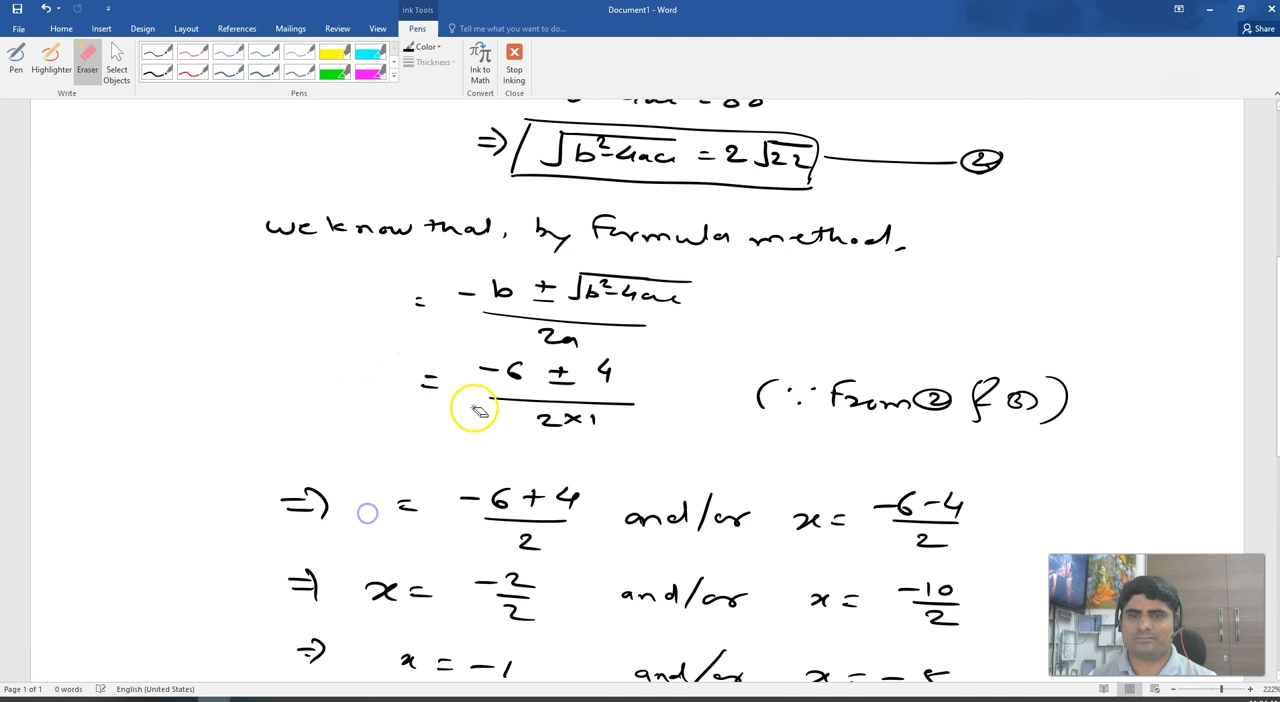 Ink Tools
Document1 - Word
File Home Insert Design Layout References Mailings Review View Pens Tell me what you want to do... Share
Pen Highlighter Eraser Select Objects Color Thickness Ink to Math Stop Inking
Write Pens Convert Close
=> √b²-4ac = 2√22 ②
we know that, by Formula method.
= -b ± √b²-4ac / 2a
= -6 ± 4 / 2×1 (∵ From ② & ③)
=> = -6+4 / 2 and/or x = -6-4 / 2
=> x = -2/2 and/or x = -10/2
=> x = -1 and/or x =
Page 1 of 1 0 words English (United States) 222%